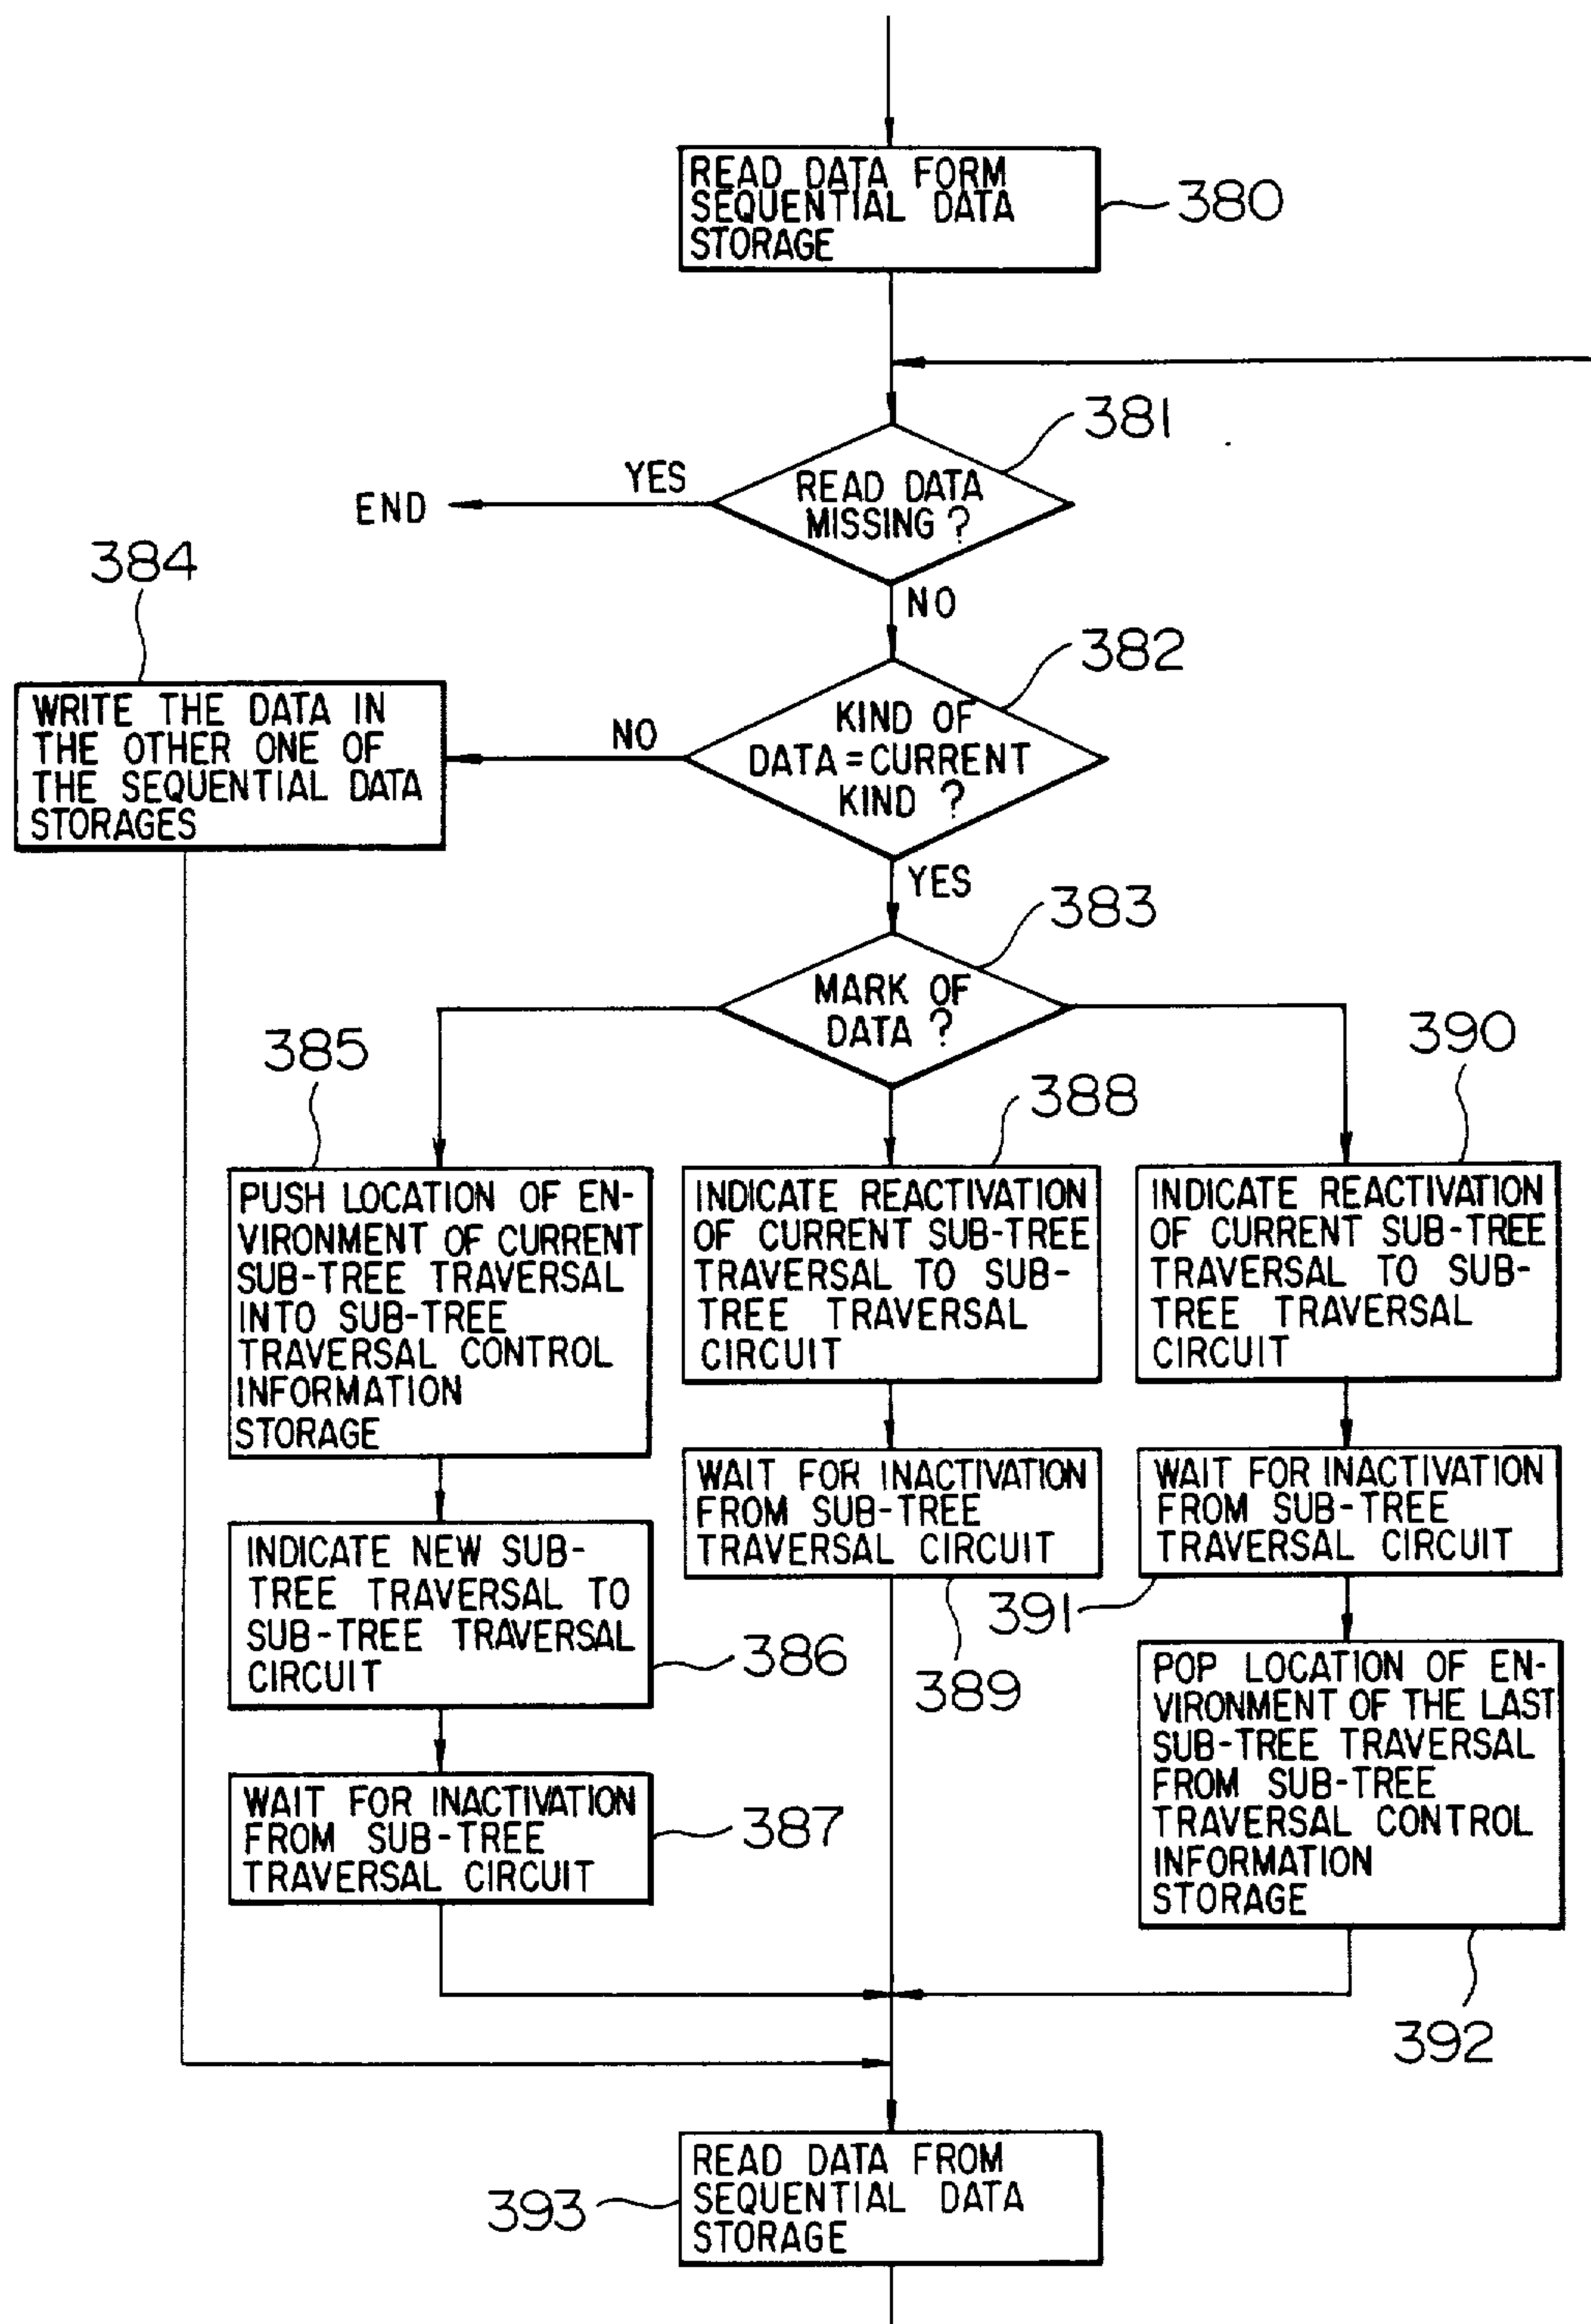 READ DATA FORM
SEQUENTIAL DATA
STORAGE
380
381
READ DATA
MISSING ?
YES
END
NO
384
382
WRITE THE DATA IN
THE OTHER ONE OF
THE SEQUENTIAL DATA
STORAGES
NO
KIND OF
DATA = CURRENT
KIND ?
YES
383
MARK OF
DATA ?
385
388
390
PUSH LOCATION OF EN-
VIRONMENT OF CURRENT
SUB-TREE TRAVERSAL
INTO SUB-TREE
TRAVERSAL CONTROL
INFORMATION
STORAGE
INDICATE REACTIVATION
OF CURRENT SUB-TREE
TRAVERSAL TO SUB-
TREE TRAVERSAL
CIRCUIT
INDICATE REACTIVATION
OF CURRENT SUB-TREE
TRAVERSAL TO SUB-
TREE TRAVERSAL
CIRCUIT
WAIT FOR INACTIVATION
FROM SUB-TREE
TRAVERSAL CIRCUIT
389
WAIT FOR INACTIVATION
FROM SUB-TREE
TRAVERSAL CIRCUIT
391
INDICATE NEW SUB-
TREE TRAVERSAL TO
SUB-TREE TRAVERSAL
CIRCUIT
386
POP LOCATION OF EN-
VIRONMENT OF THE LAST
SUB-TREE TRAVERSAL
FROM SUB-TREE
TRAVERSAL CONTROL
INFORMATION
STORAGE
392
WAIT FOR INACTIVATION
FROM SUB-TREE
TRAVERSAL CIRCUIT
387
READ DATA FROM
SEQUENTIAL DATA
STORAGE
393